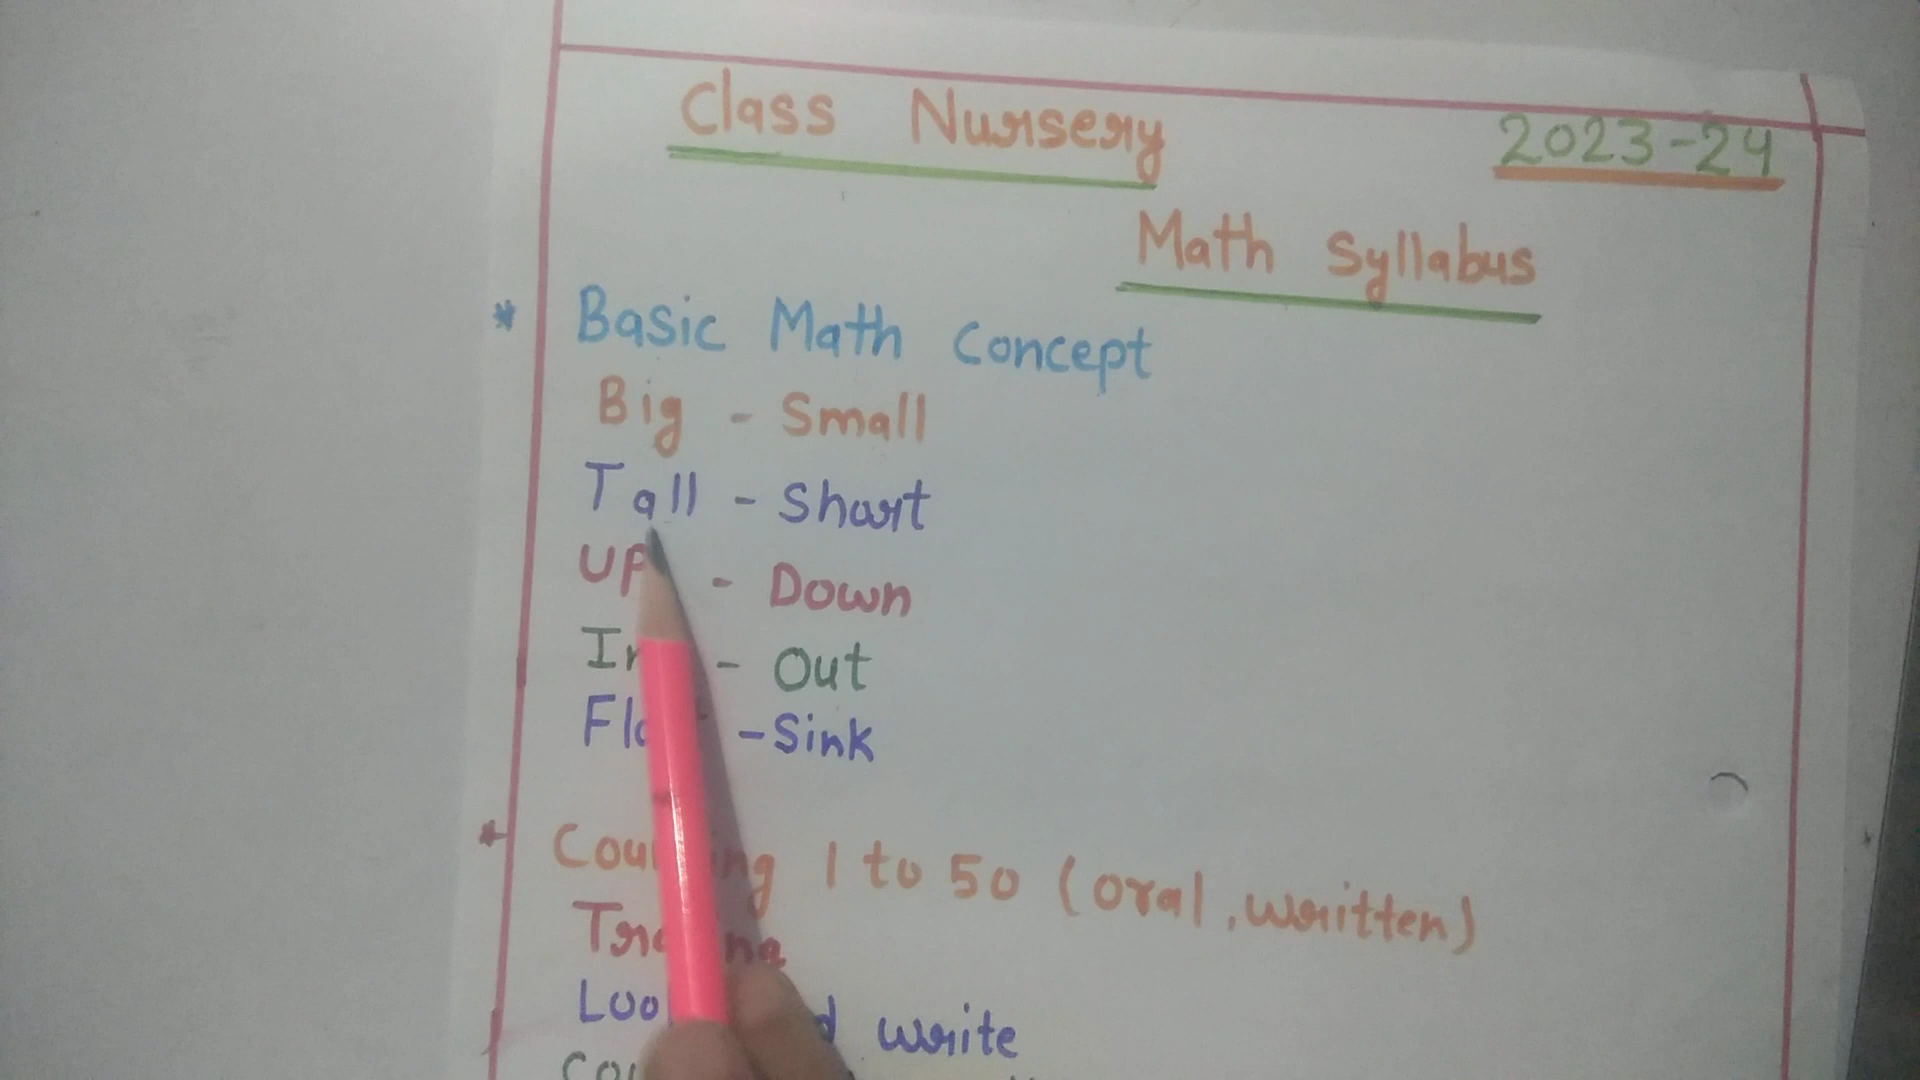 Class Nursery 2023-24
Math Syllabus
* Basic Math Concept
Big - Small
Tall - Short
UP - Down
- Out
- Sink
* 1 to 50 (oral, written)
write